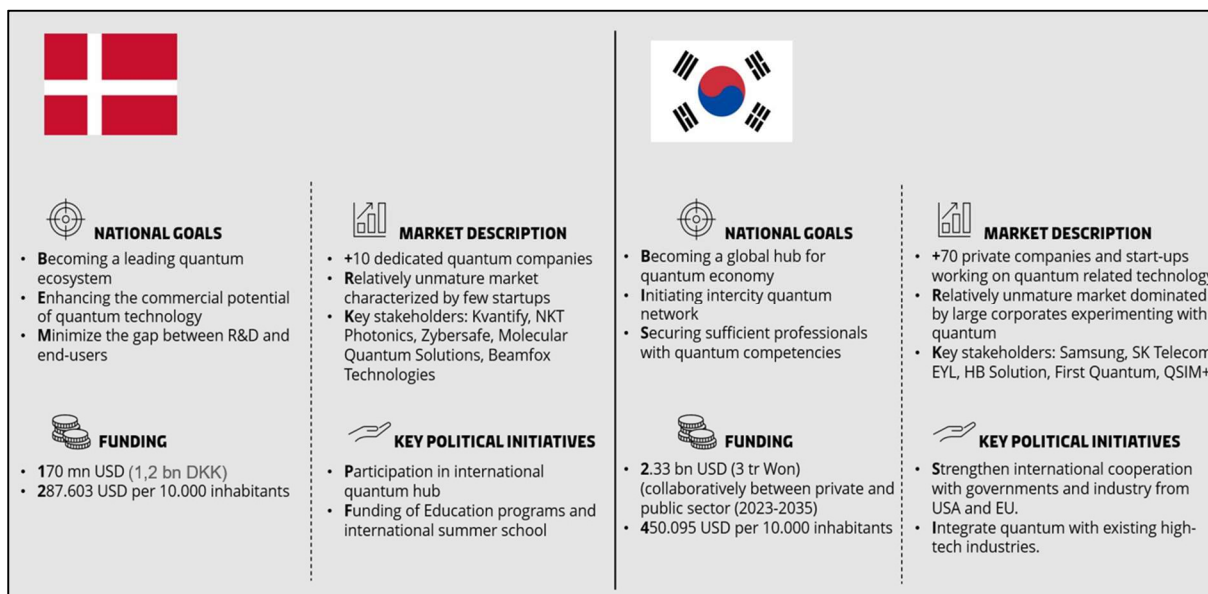 NATIONAL GOALS
• Becoming a leading quantum
ecosystem
• Enhancing the commercial potential
of quantum technology
• Minimize the gap between R&D and
end-users
MARKET DESCRIPTION
• +10 dedicated quantum companies
• Relatively unmature market
characterized by few startups
• Key stakeholders: Kvantify, NKT
Photonics, Zybersafe, Molecular
Quantum Solutions, Beamfox
Technologies
FUNDING
• 170 mn USD (1,2 bn DKK)
• 287.603 USD per 10.000 inhabitants
KEY POLITICAL INITIATIVES
• Participation in international
quantum hub
• Funding of Education programs and
international summer school
NATIONAL GOALS
• Becoming a global hub for
quantum economy
• Initiating intercity quantum
network
• Securing sufficient professionals
with quantum competencies
MARKET DESCRIPTION
• +70 private companies and start-ups
working on quantum related technology
• Relatively unmature market dominated
by large corporates experimenting with
quantum
• Key stakeholders: Samsung, SK Telecom
EYL, HB Solution, First Quantum, QSIM+
FUNDING
• 2.33 bn USD (3 tr Won)
(collaboratively between private and
public sector (2023-2035)
• 450.095 USD per 10.000 inhabitants
KEY POLITICAL INITIATIVES
• Strengthen international cooperation
with governments and industry from
USA and EU.
• Integrate quantum with existing high-
tech industries.